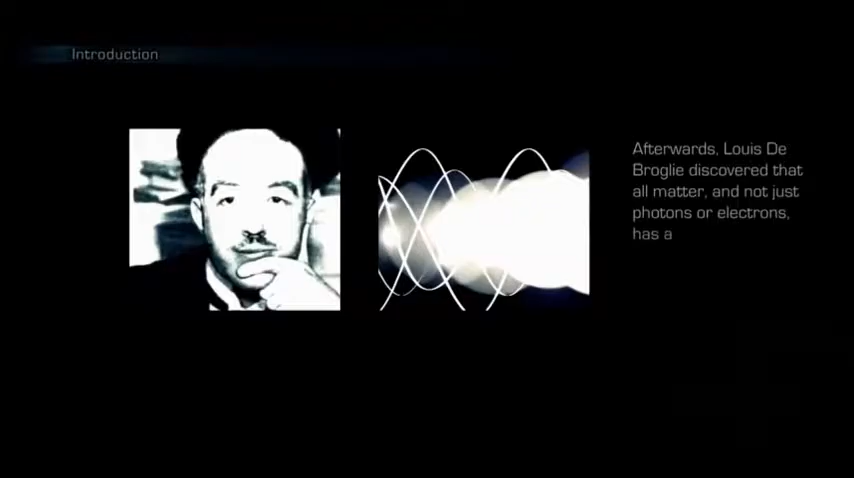 Introduction
Afterwards, Louis De
Broglie discovered that
all matter, and not just
photons or electrons,
has a